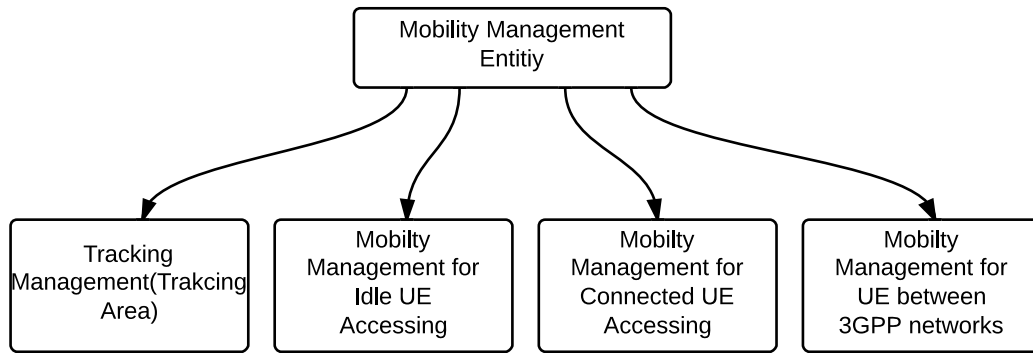 Mobility Management
Entitiy
Tracking
Management(Trakcing
Area)
Mobilty
Management for
Idle UE
Accessing
Mobilty
Management for
Connected UE
Accessing
Mobilty
Management for
UE between
3GPP networks